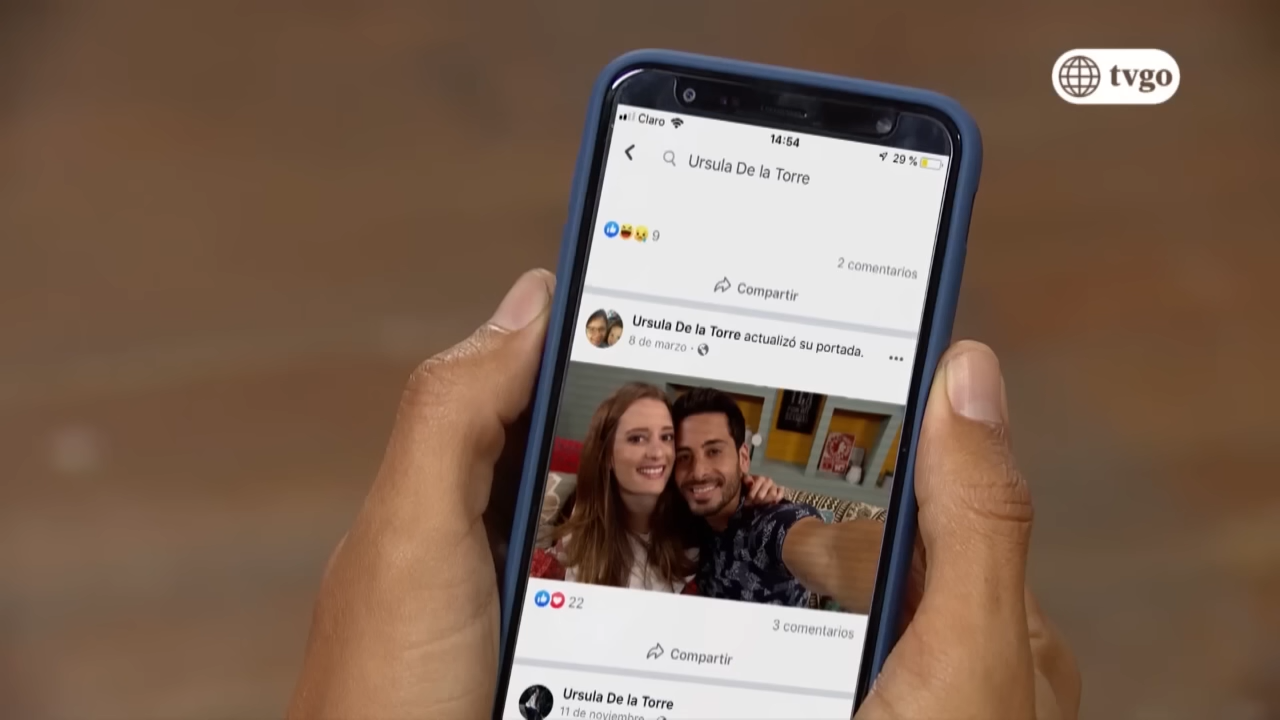 tvgo
Claro
14:54
29 %
Ursula De la Torre
9
2 comentarios
Compartir
Ursula De la Torre actualizó su portada.
8 de marzo ·
22
3 comentarios
Compartir
Ursula De la Torre
11 de noviembre